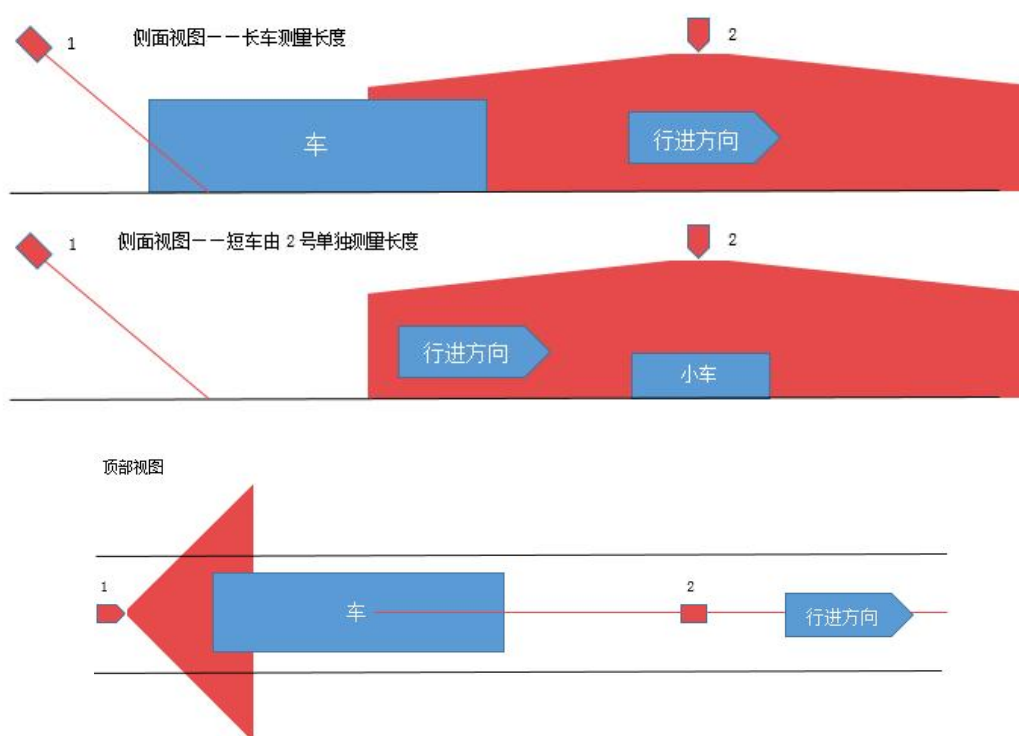 1
侧面视图——长车测量长度
2
车
行进方向
1
侧面视图——短车由2号单独测量长度
2
行进方向
小车
顶部视图
1
车
2
行进方向